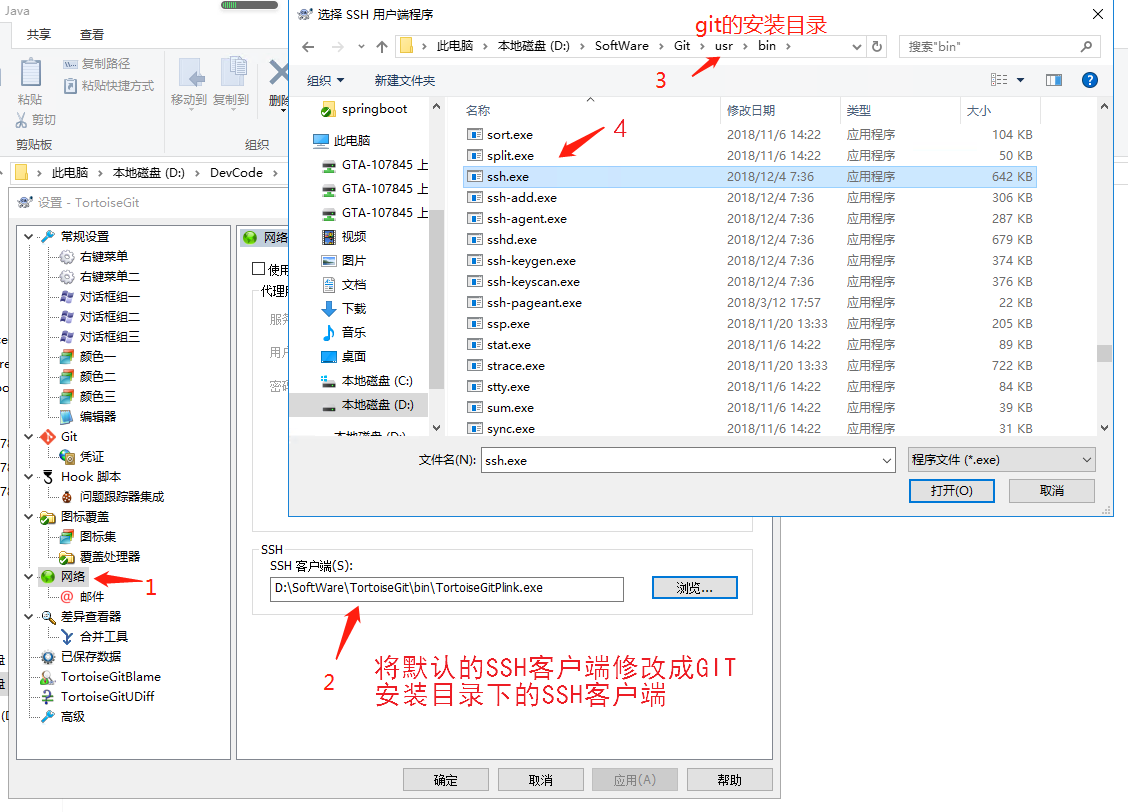 Java
共享
查看
粘贴
复制路径
粘贴快捷方式
剪切
剪贴板
移动到
复制到
删除
组织
此电脑
本地磁盘 (D:)
DevCode
设置 - TortoiseGit
常规设置
右键菜单
右键菜单二
对话框组一
对话框组二
对话框组三
颜色一
颜色二
颜色三
编辑器
Git
凭证
Hook 脚本
问题跟踪器集成
图标覆盖
图标集
覆盖处理器
网络
1
邮件
差异查看器
合并工具
已保存数据
TortoiseGitBlame
TortoiseGitUDiff
高级
网络
使用
代理
服务
用户
密码
SSH
SSH 客户端(S):
D:\SoftWare\TortoiseGit\bin\TortoiseGitPlink.exe
浏览...
2
将默认的SSH客户端修改成GIT
安装目录下的SSH客户端
确定
取消
应用(A)
帮助
选择 SSH 用户端程序
git的安装目录
此电脑
本地磁盘 (D:)
SoftWare
Git
usr
bin
搜索"bin"
3
组织
新建文件夹
springboot
此电脑
GTA-107845 上
GTA-107845 上
GTA-107845 上
视频
图片
文档
下载
音乐
桌面
本地磁盘 (C:)
本地磁盘 (D:)
本地磁盘 (D:)
名称 修改日期 类型 大小
4
sort.exe 2018/11/6 14:22 应用程序 104 KB
split.exe 2018/11/6 14:22 应用程序 50 KB
ssh.exe 2018/12/4 7:36 应用程序 642 KB
ssh-add.exe 2018/12/4 7:36 应用程序 306 KB
ssh-agent.exe 2018/12/4 7:36 应用程序 287 KB
sshd.exe 2018/12/4 7:36 应用程序 679 KB
ssh-keygen.exe 2018/12/4 7:36 应用程序 374 KB
ssh-keyscan.exe 2018/12/4 7:36 应用程序 376 KB
ssh-pageant.exe 2018/3/12 17:57 应用程序 22 KB
ssp.exe 2018/11/20 13:33 应用程序 205 KB
stat.exe 2018/11/6 14:22 应用程序 89 KB
strace.exe 2018/11/20 13:33 应用程序 722 KB
stty.exe 2018/11/6 14:22 应用程序 84 KB
sum.exe 2018/11/6 14:22 应用程序 39 KB
sync.exe 2018/11/6 14:22 应用程序 31 KB
文件名(N):
ssh.exe
程序文件 (*.exe)
打开(O)
取消